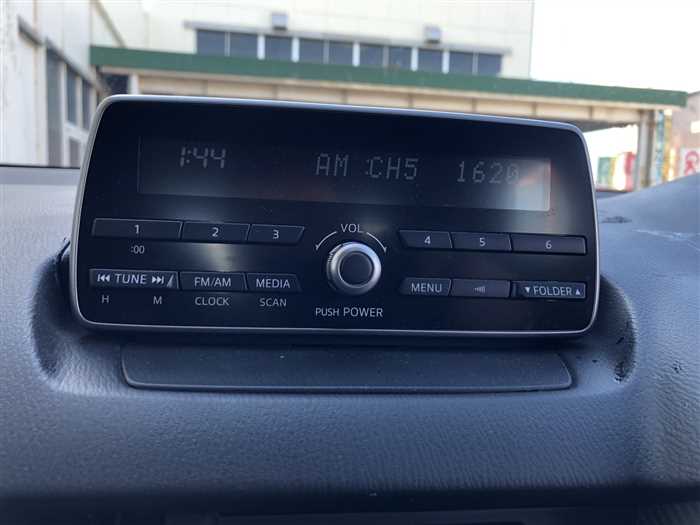 1:44 AM :CH5 1620
1 2 3 VOL 4 5 6
:00
TUNE FM/AM MEDIA MENU FOLDER
H M CLOCK SCAN PUSH POWER